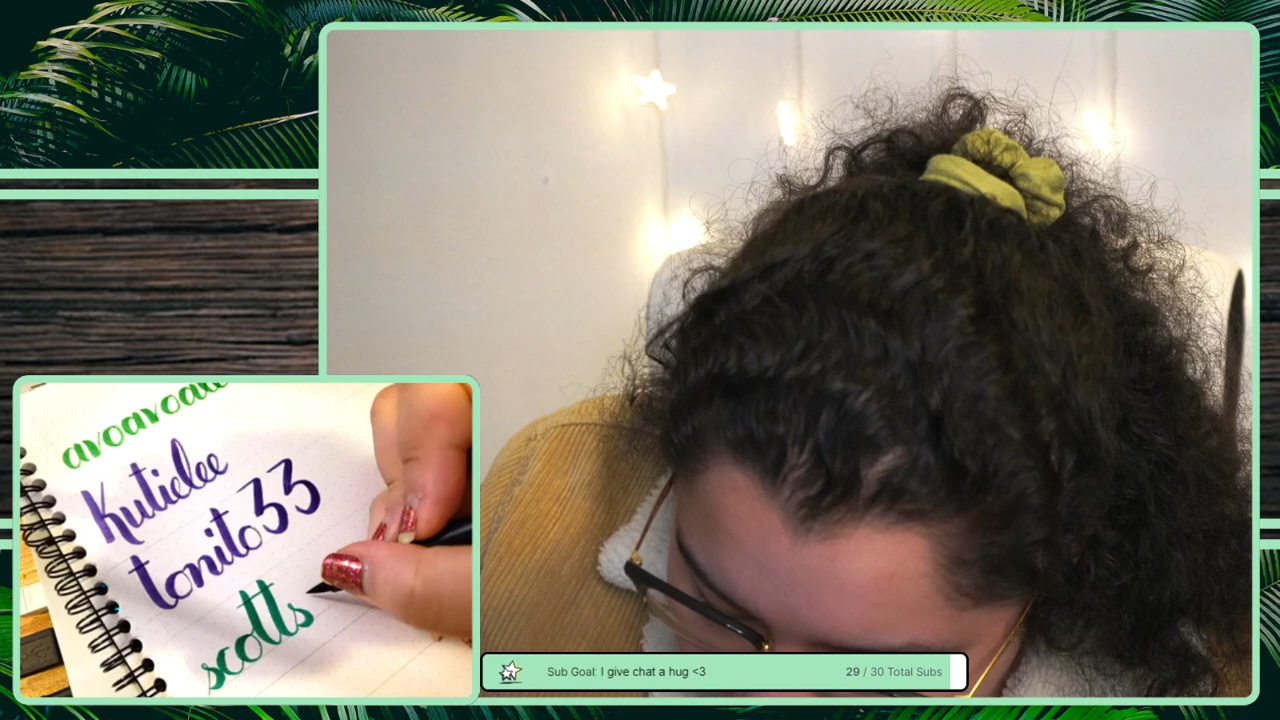 avoavoado
Kutielee
tonito33
scotts
Sub Goal: I give chat a hug <3
29 / 30 Total Subs